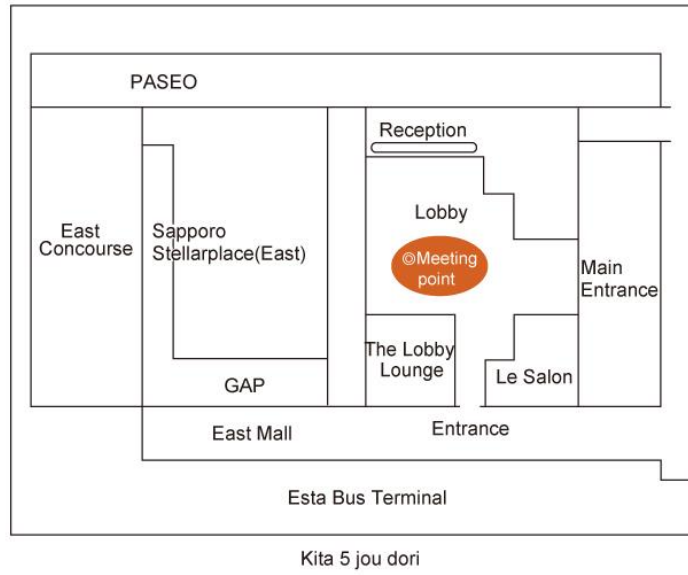 PASEO
Reception
East
Concourse
Sapporo
Stellarplace(East)
Lobby
◎Meeting
point
Main
Entrance
The Lobby
Lounge
Le Salon
GAP
East Mall
Entrance
Esta Bus Terminal
Kita 5 jou dori